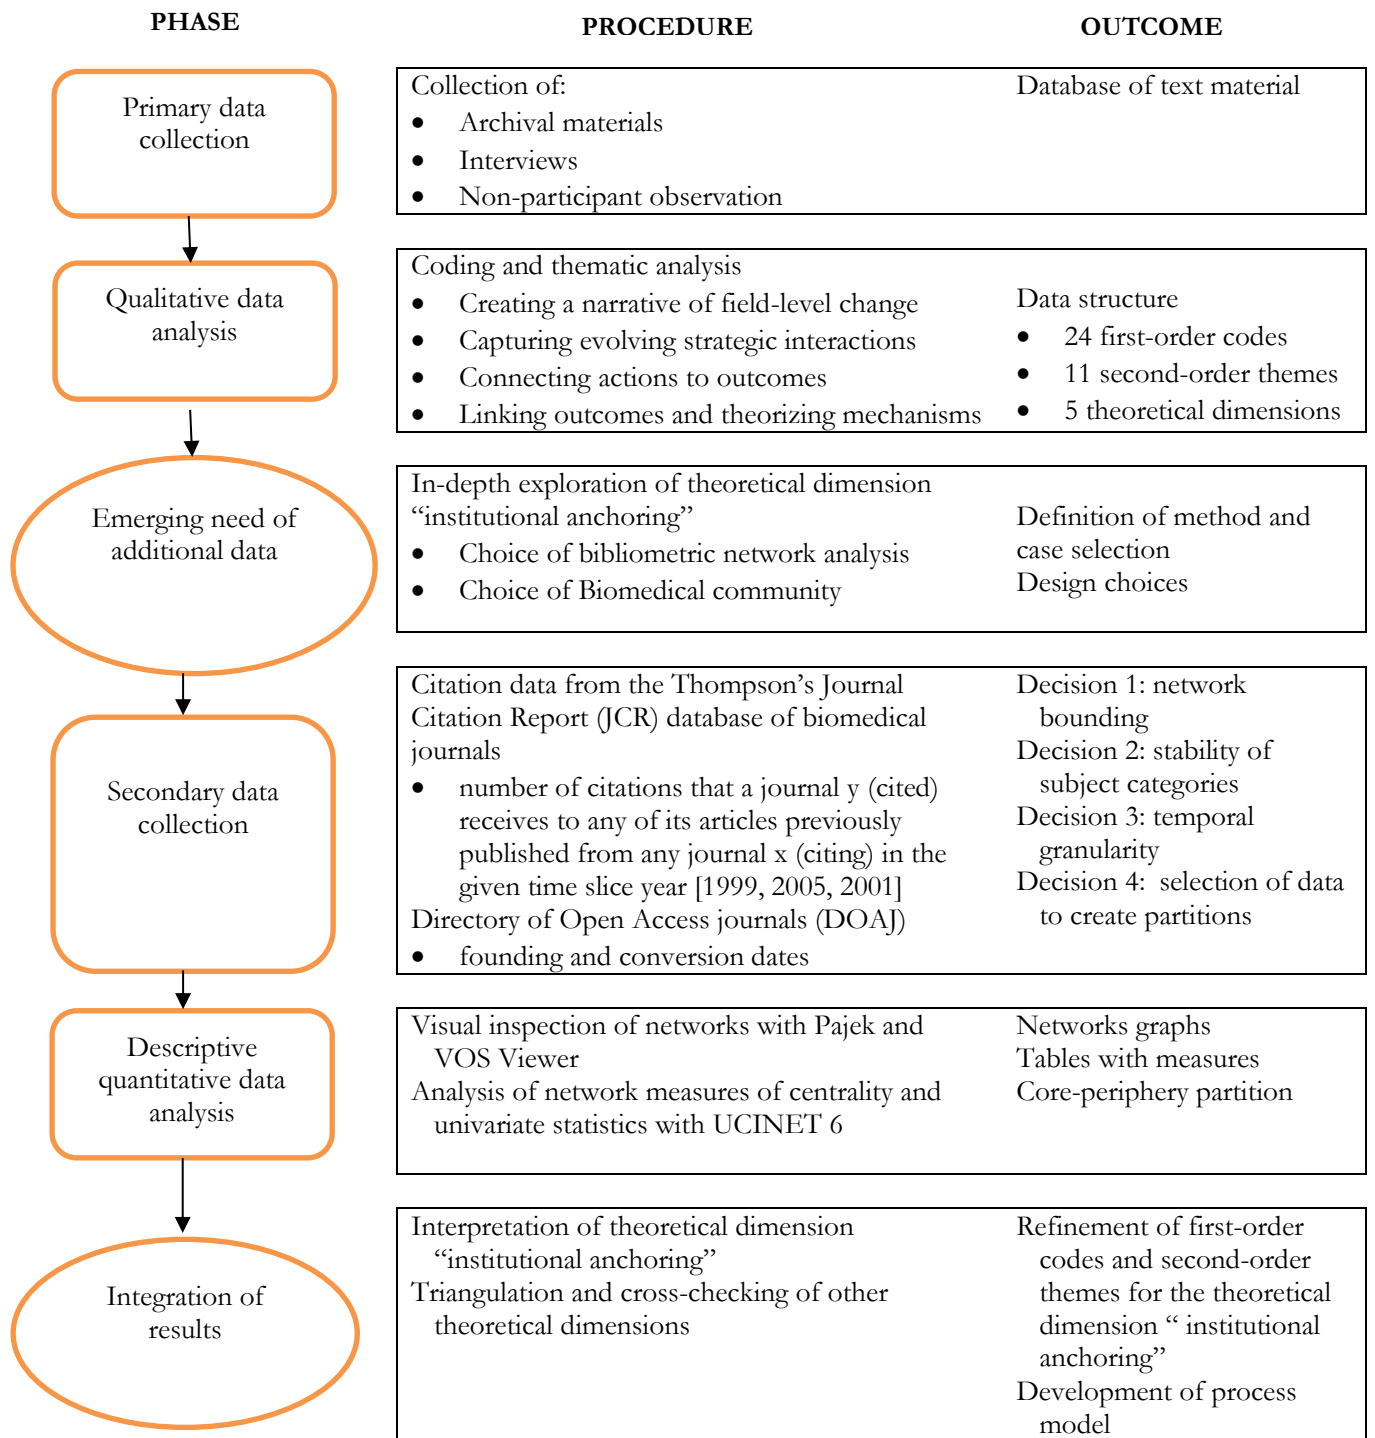 PHASE
PROCEDURE
OUTCOME
Primary data
collection
Collection of:
• Archival materials
• Interviews
• Non-participant observation
Database of text material
Qualitative data
analysis
Coding and thematic analysis
• Creating a narrative of field-level change
• Capturing evolving strategic interactions
• Connecting actions to outcomes
• Linking outcomes and theorizing mechanisms
Data structure
• 24 first-order codes
• 11 second-order themes
• 5 theoretical dimensions
Emerging need of
additional data
In-depth exploration of theoretical dimension
“institutional anchoring”
• Choice of bibliometric network analysis
• Choice of Biomedical community
Definition of method and
case selection
Design choices
Secondary data
collection
Citation data from the Thompson’s Journal
Citation Report (JCR) database of biomedical
journals
• number of citations that a journal y (cited)
receives to any of its articles previously
published from any journal x (citing) in the
given time slice year [1999, 2005, 2001]
Directory of Open Access journals (DOAJ)
• founding and conversion dates
Decision 1: network
bounding
Decision 2: stability of
subject categories
Decision 3: temporal
granularity
Decision 4: selection of data
to create partitions
Descriptive
quantitative data
analysis
Visual inspection of networks with Pajek and
VOS Viewer
Analysis of network measures of centrality and
univariate statistics with UCINET 6
Networks graphs
Tables with measures
Core-periphery partition
Integration of
results
Interpretation of theoretical dimension
“institutional anchoring”
Triangulation and cross-checking of other
theoretical dimensions
Refinement of first-order
codes and second-order
themes for the theoretical
dimension “ institutional
anchoring”
Development of process
model